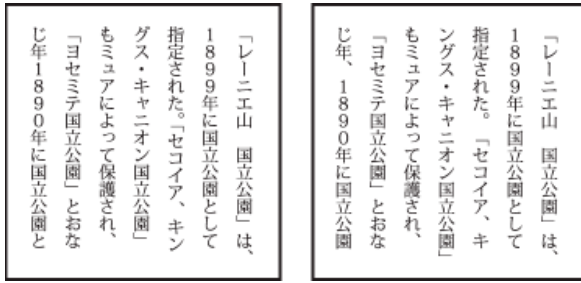 「レーニエ山　国立公園」は、
1899年に国立公園として
指定された。「セコイア、キン
グス・キャニオン国立公園」
もミュアによって保護され、
「ヨセミテ国立公園」とおな
じ年1890年に国立公園と
「レーニエ山　国立公園」は、
1899年に国立公園として
指定された。　「セコイア、キ
ングス・キャニオン国立公園」
もミュアによって保護され、
「ヨセミテ国立公園」とおな
じ年、1890年に国立公園